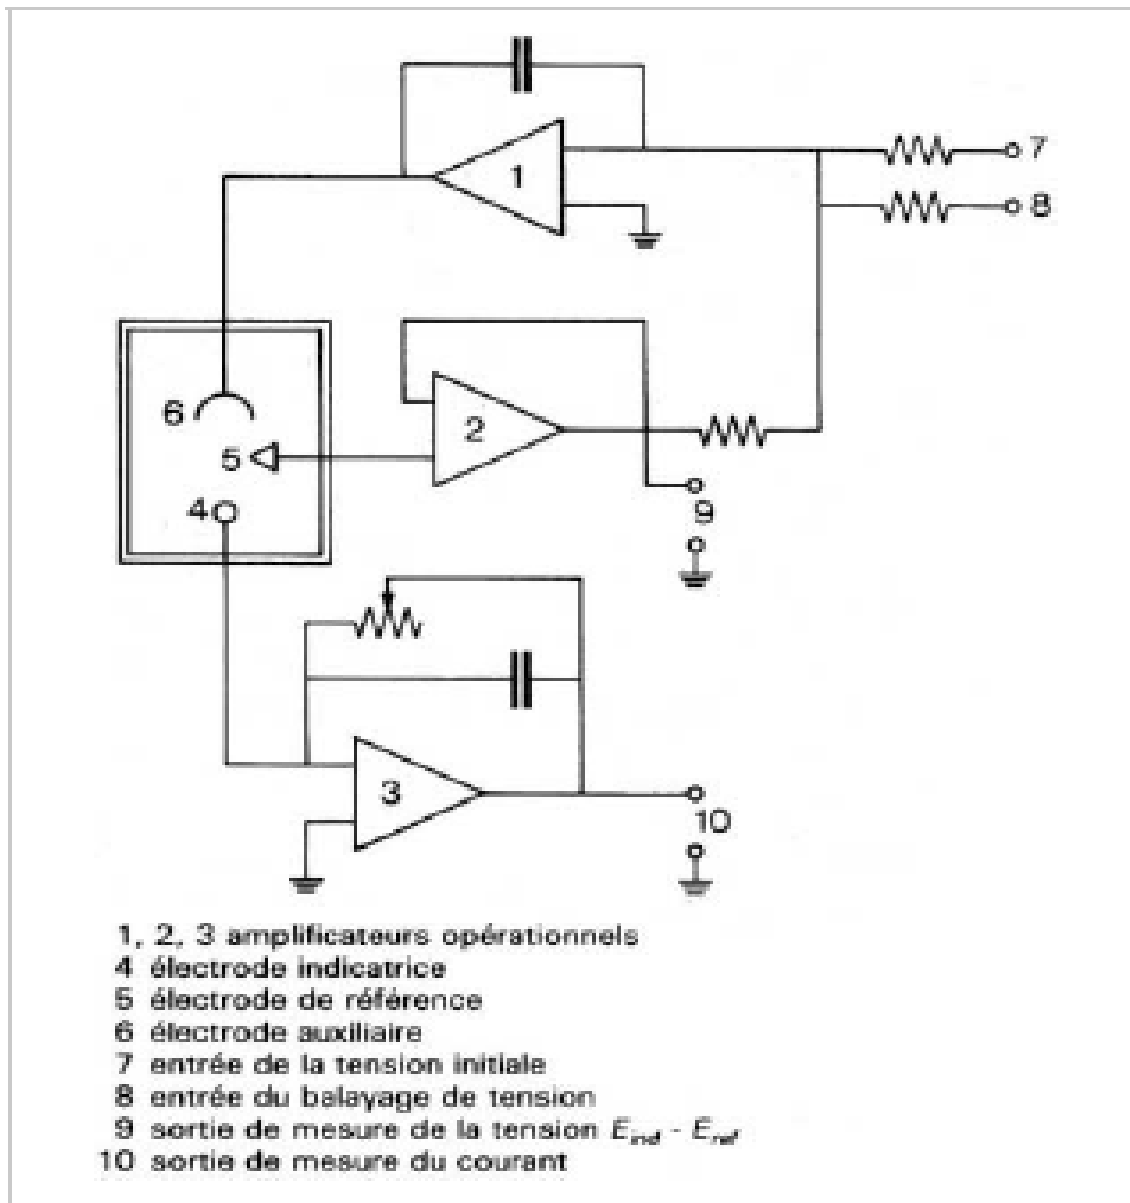 1
7
8
6
5
4
2
9
3
10
1, 2, 3 amplificateurs opérationnels
4 électrode indicatrice
5 électrode de référence
6 électrode auxiliaire
7 entrée de la tension initiale
8 entrée du balayage de tension
9 sortie de mesure de la tension E_ind - E_ref
10 sortie de mesure du courant